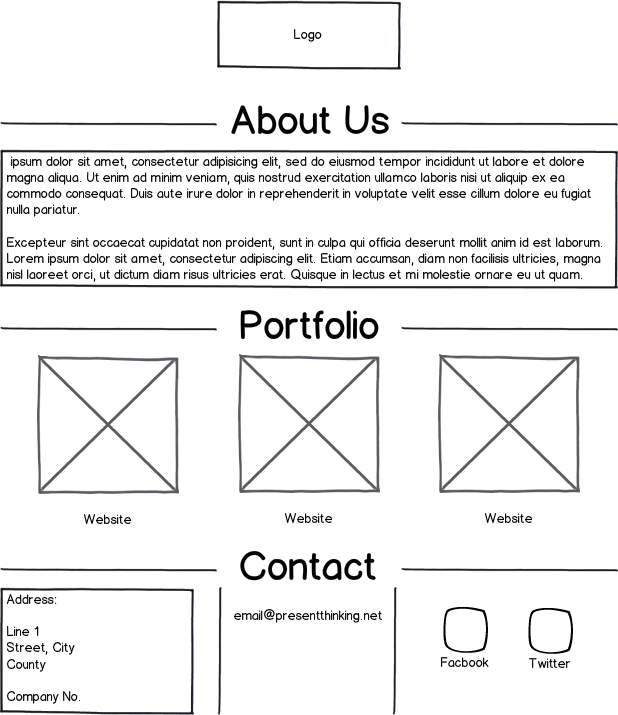 Logo
About Us
ipsum dolor sit amet, consectetur adipisicing elit, sed do eiusmod tempor incididunt ut labore et dolore
magna aliqua. Ut enim ad minim veniam, quis nostrud exercitation ullamco laboris nisi ut aliquip ex ea
commodo consequat. Duis aute irure dolor in reprehenderit in voluptate velit esse cillum dolore eu fugiat
nulla pariatur.
Excepteur sint occaecat cupidatat non proident, sunt in culpa qui officia deserunt mollit anim id est laborum.
Lorem ipsum dolor sit amet, consectetur adipiscing elit. Etiam accumsan, diam non facilisis ultricies, magna
nisl laoreet orci, ut dictum diam risus ultricies erat. Quisque in lectus et mi molestie ornare eu ut quam.
Portfolio
Website
Website
Website
Contact
Address:
Line 1
Street, City
County
Company No.
email@presentthinking.net
Facbook
Twitter